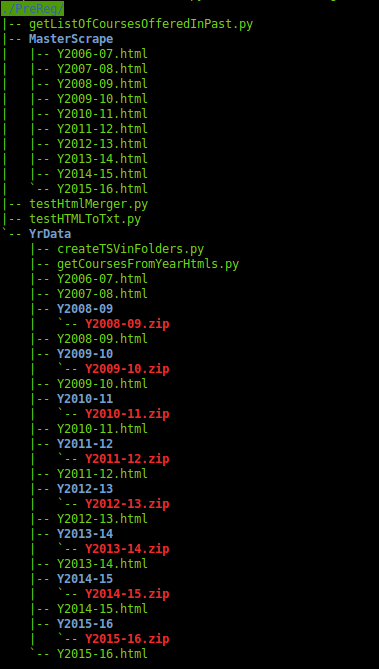 ./PreReg/
|-- getListOfCoursesOfferedInPast.py
|-- MasterScrape
|   |-- Y2006-07.html
|   |-- Y2007-08.html
|   |-- Y2008-09.html
|   |-- Y2009-10.html
|   |-- Y2010-11.html
|   |-- Y2011-12.html
|   |-- Y2012-13.html
|   |-- Y2013-14.html
|   |-- Y2014-15.html
|   `-- Y2015-16.html
|-- testHtmlMerger.py
|-- testHTMLToTxt.py
`-- YrData
    |-- createTSVinFolders.py
    |-- getCoursesFromYearHtmls.py
    |-- Y2006-07.html
    |-- Y2007-08.html
    |-- Y2008-09
    |   `-- Y2008-09.zip
    |-- Y2008-09.html
    |-- Y2009-10
    |   `-- Y2009-10.zip
    |-- Y2009-10.html
    |-- Y2010-11
    |   `-- Y2010-11.zip
    |-- Y2010-11.html
    |-- Y2011-12
    |   `-- Y2011-12.zip
    |-- Y2011-12.html
    |-- Y2012-13
    |   `-- Y2012-13.zip
    |-- Y2012-13.html
    |-- Y2013-14
    |   `-- Y2013-14.zip
    |-- Y2013-14.html
    |-- Y2014-15
    |   `-- Y2014-15.zip
    |-- Y2014-15.html
    |-- Y2015-16
    |   `-- Y2015-16.zip
    `-- Y2015-16.html